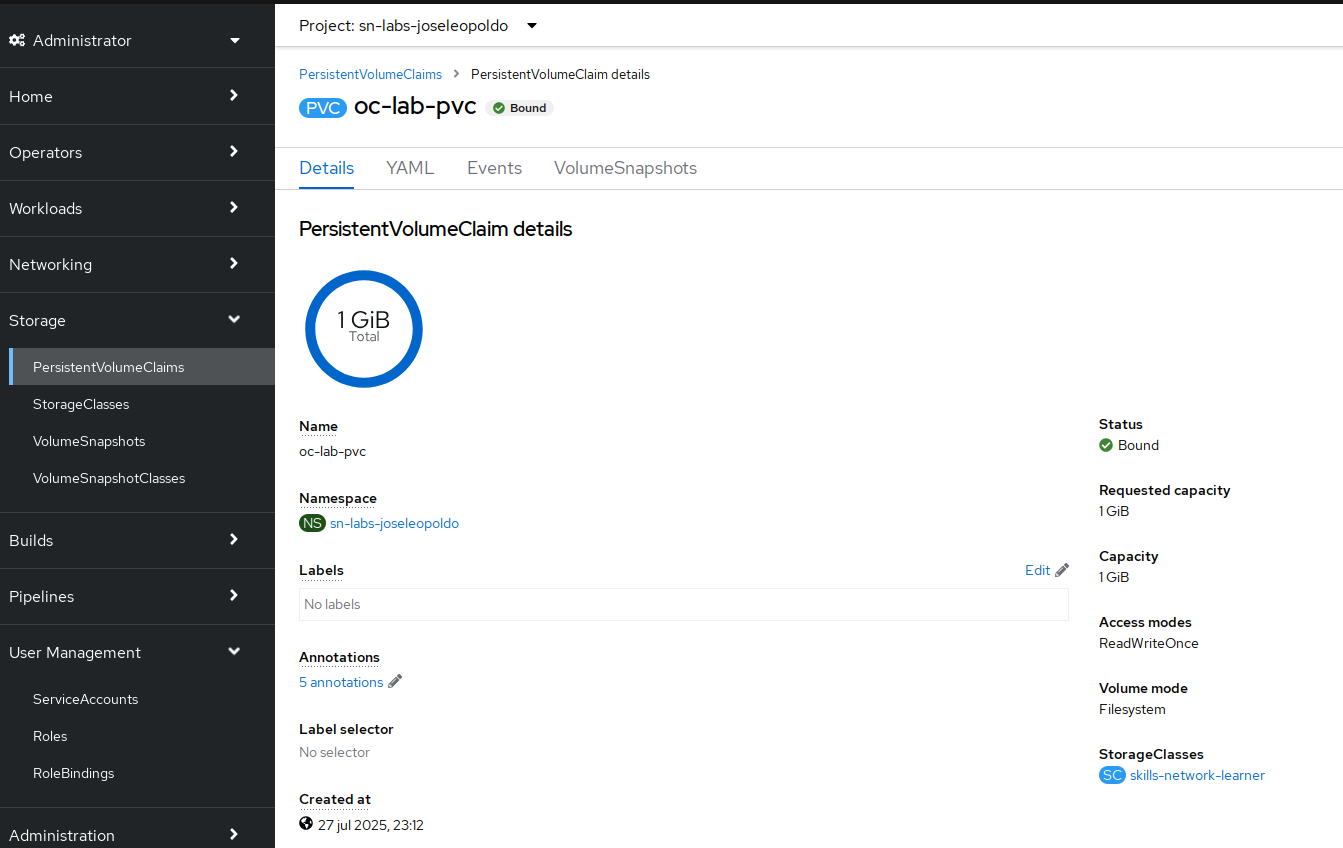 Administrator
Home
Operators
Workloads
Networking
Storage
PersistentVolumeClaims
StorageClasses
VolumeSnapshots
VolumeSnapshotClasses
Builds
Pipelines
User Management
ServiceAccounts
Roles
RoleBindings
Administration
Project: sn-labs-joseleopoldo
PersistentVolumeClaims > PersistentVolumeClaim details
PVC oc-lab-pvc Bound
Details YAML Events VolumeSnapshots
PersistentVolumeClaim details
1 GiB
Total
Name
oc-lab-pvc
Namespace
NS sn-labs-joseleopoldo
Labels Edit
No labels
Annotations
5 annotations
Label selector
No selector
Created at
27 jul 2025, 23:12
Status
Bound
Requested capacity
1 GiB
Capacity
1 GiB
Access modes
ReadWriteOnce
Volume mode
Filesystem
StorageClasses
SC skills-network-learner